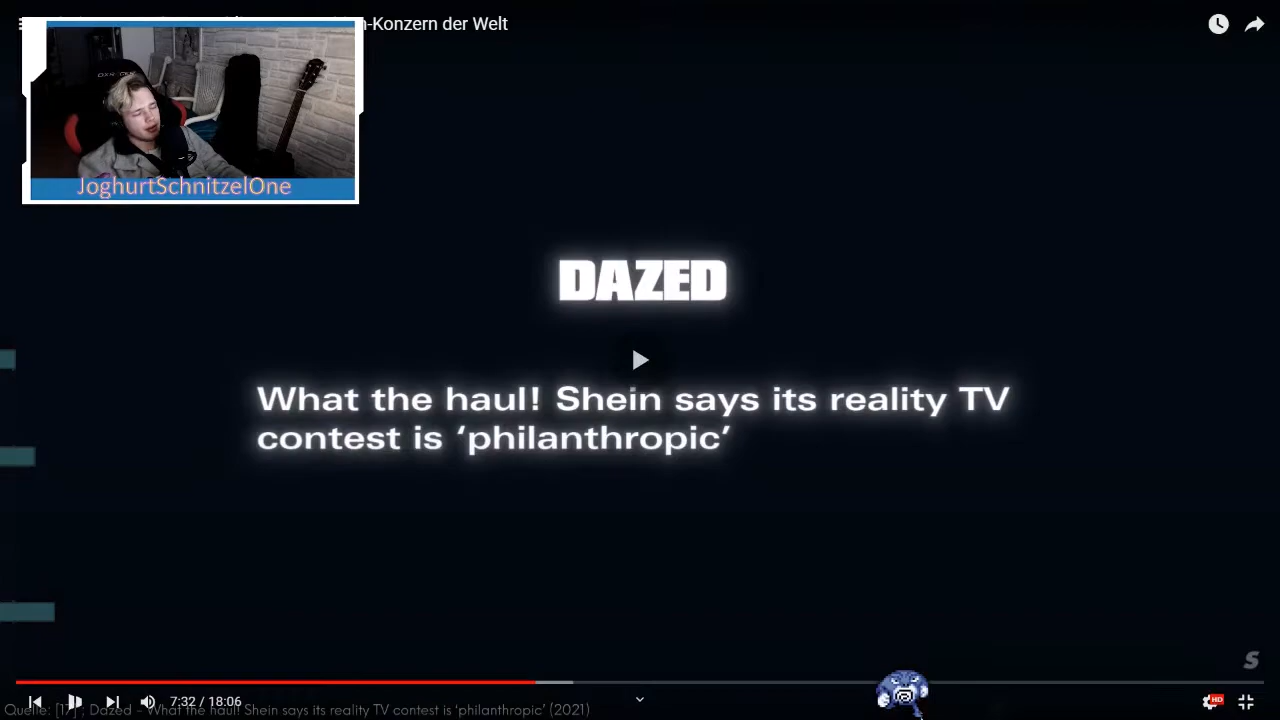 -Konzern der Welt
JoghurtSchnitzelOne
DAZED
What the haul! Shein says its reality TV
contest is ‘philanthropic’
S
HD
7:32 / 18:06
Quelle: [17] , Dazed – What the haul! Shein says its reality TV contest is ‘philanthropic’ (2021)